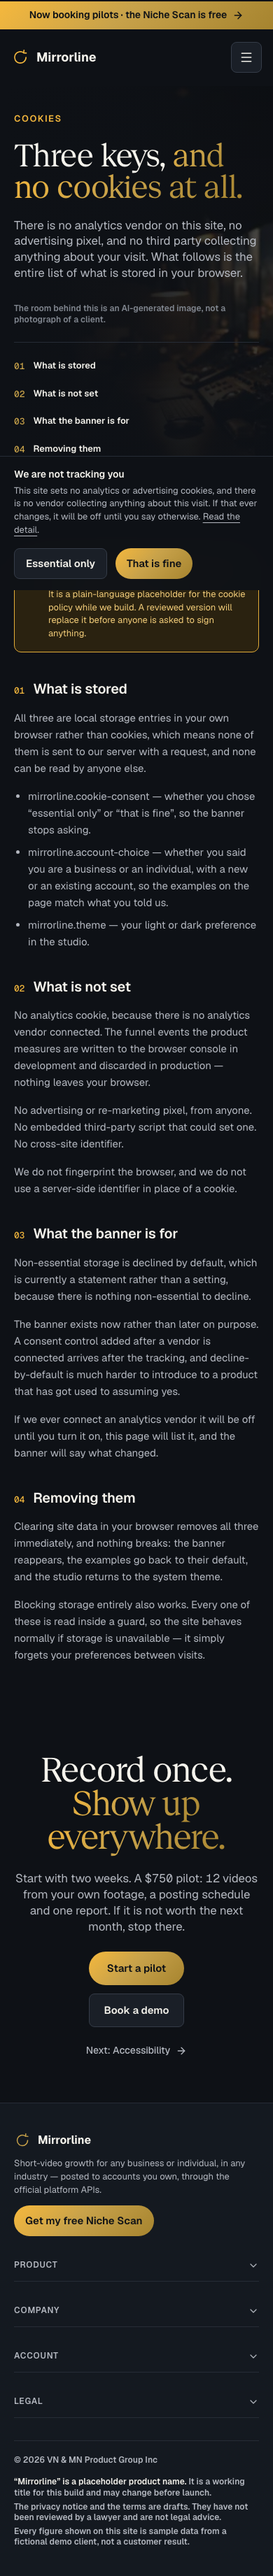 Now booking pilots · the Niche Scan is free →
Mirrorline
COOKIES
Three keys, and
no cookies at all.
There is no analytics vendor on this site, no
advertising pixel, and no third party collecting
anything about your visit. What follows is the
entire list of what is stored in your browser.
The room behind this is an AI-generated image, not a
photograph of a client.
01 What is stored
02 What is not set
03 What the banner is for
04 Removing them
We are not tracking you
This site sets no analytics or advertising cookies, and there
is no vendor collecting anything about this visit. If that ever
changes, it will be off until you say otherwise. Read the
detail.
Essential only
That is fine
It is a plain-language placeholder for the cookie
policy while we build. A reviewed version will
replace it before anyone is asked to sign
anything.
01 What is stored
All three are local storage entries in your own
browser rather than cookies, which means none of
them is sent to our server with a request, and none
can be read by anyone else.
• mirrorline.cookie-consent — whether you chose
“essential only” or “that is fine”, so the banner
stops asking.
• mirrorline.account-choice — whether you said
you are a business or an individual, with a new
or an existing account, so the examples on the
page match what you told us.
• mirrorline.theme — your light or dark preference
in the studio.
02 What is not set
No analytics cookie, because there is no analytics
vendor connected. The funnel events the product
measures are written to the browser console in
development and discarded in production —
nothing leaves your browser.
No advertising or re-marketing pixel, from anyone.
No embedded third-party script that could set one.
No cross-site identifier.
We do not fingerprint the browser, and we do not
use a server-side identifier in place of a cookie.
03 What the banner is for
Non-essential storage is declined by default, which
is currently a statement rather than a setting,
because there is nothing non-essential to decline.
The banner exists now rather than later on purpose.
A consent control added after a vendor is
connected arrives after the tracking, and decline-
by-default is much harder to introduce to a product
that has got used to assuming yes.
If we ever connect an analytics vendor it will be off
until you turn it on, this page will list it, and the
banner will say what changed.
04 Removing them
Clearing site data in your browser removes all three
immediately, and nothing breaks: the banner
reappears, the examples go back to their default,
and the studio returns to the system theme.
Blocking storage entirely also works. Every one of
these is read inside a guard, so the site behaves
normally if storage is unavailable — it simply
forgets your preferences between visits.
Record once.
Show up
everywhere.
Start with two weeks. A $750 pilot: 12 videos
from your own footage, a posting schedule
and one report. If it is not worth the next
month, stop there.
Start a pilot
Book a demo
Next: Accessibility →
Mirrorline
Short-video growth for any business or individual, in any
industry — posted to accounts you own, through the
official platform APIs.
Get my free Niche Scan
PRODUCT
COMPANY
ACCOUNT
LEGAL
© 2026 VN & MN Product Group Inc
“Mirrorline” is a placeholder product name. It is a working
title for this build and may change before launch.
The privacy notice and the terms are drafts. They have not
been reviewed by a lawyer and are not legal advice.
Every figure shown on this site is sample data from a
fictional demo client, not a customer result.